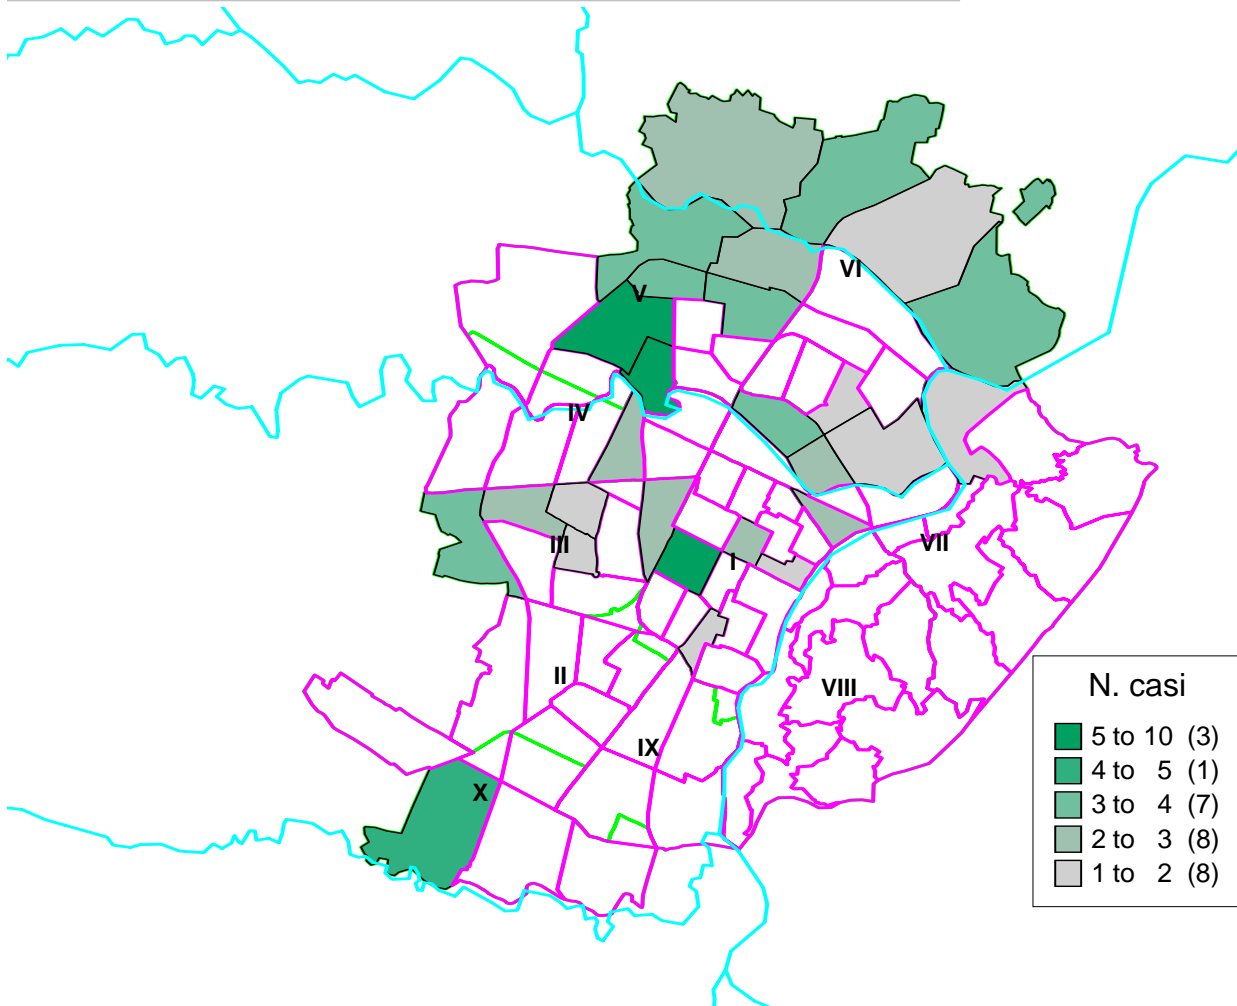 VI
V
IV
III
I
VII
II
VIII
IX
X
N. casi
5 to 10 (3)
4 to 5 (1)
3 to 4 (7)
2 to 3 (8)
1 to 2 (8)